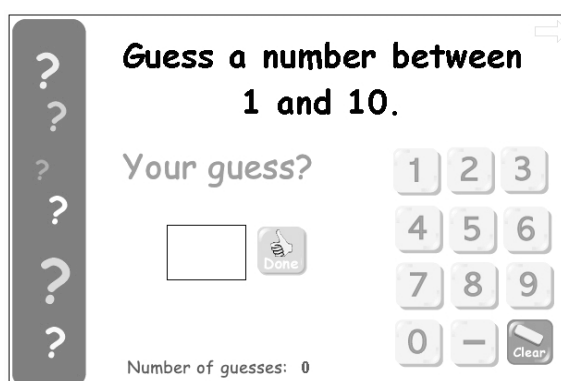 ?
?
?
?
?
?
Guess a number between
1 and 10.
Your guess?
Done
1 2 3
4 5 6
7 8 9
0 −
Clear
Number of guesses: 0